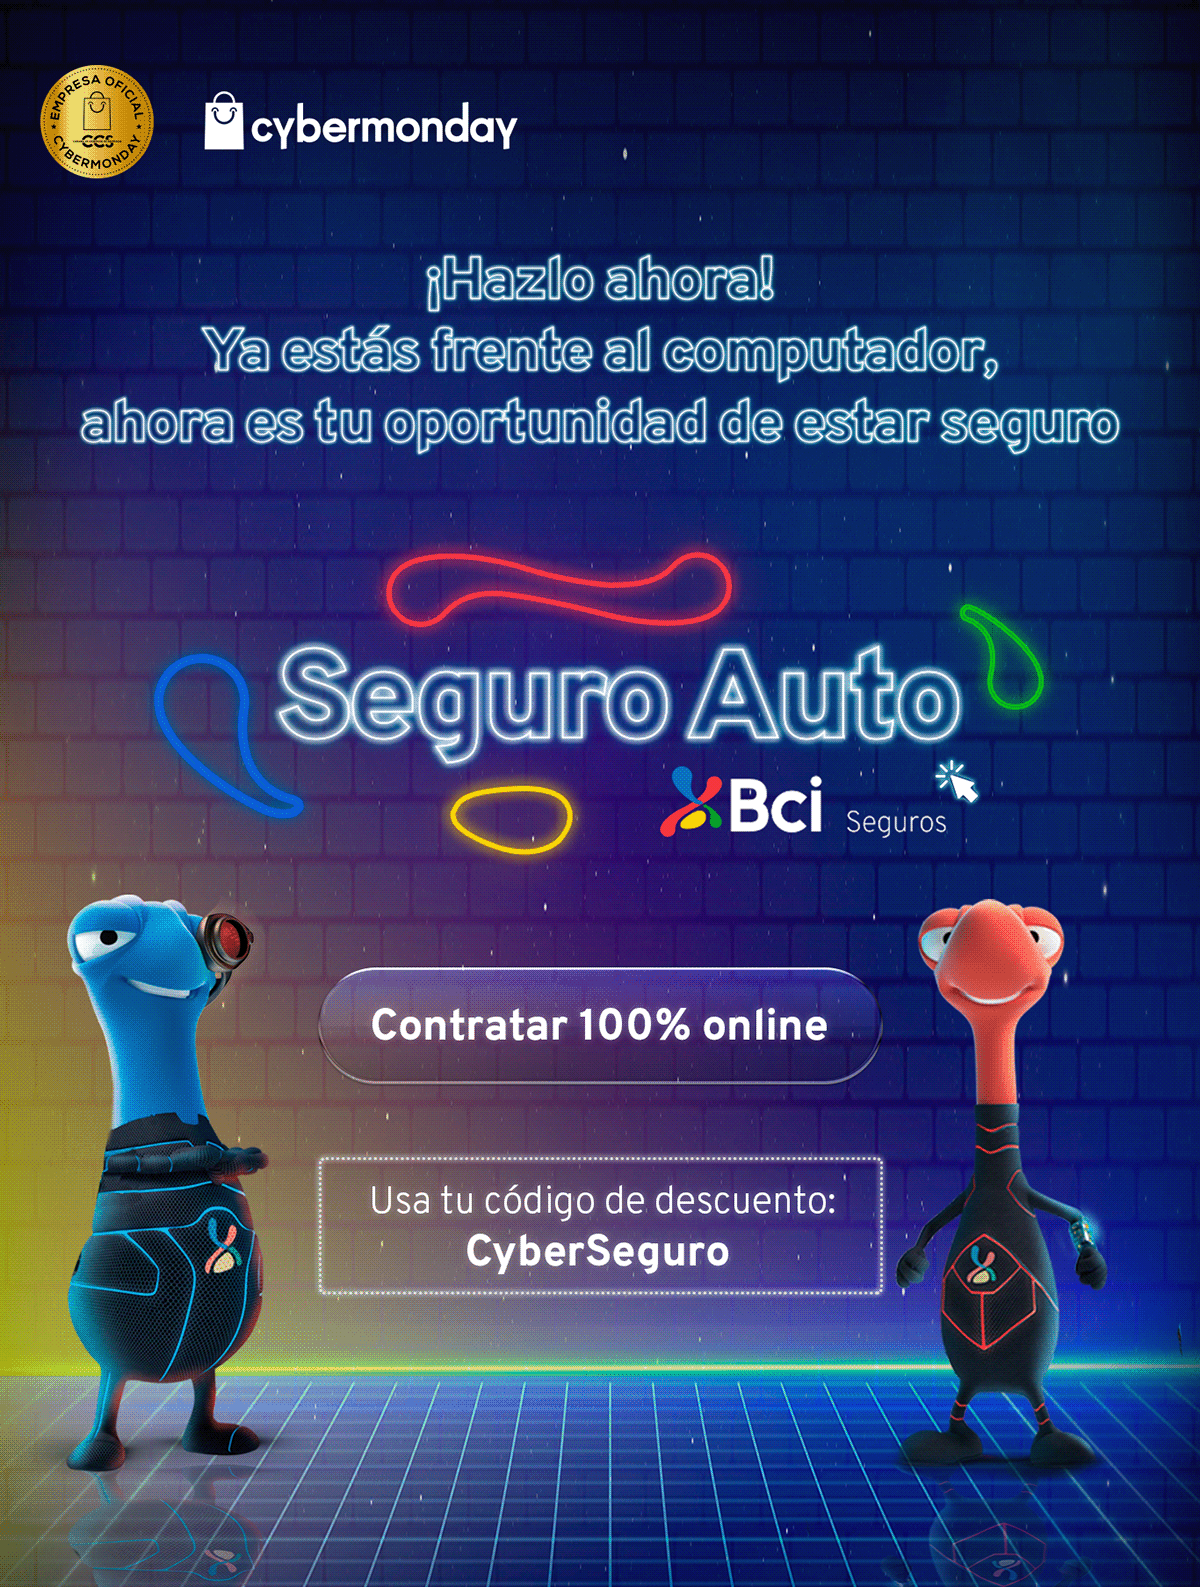 EMPRESA OFICIAL
CCS
CYBERMONDAY
cybermonday
¡Hazlo ahora!
Ya estás frente al computador,
ahora es tu oportunidad de estar seguro
Seguro Auto
Bci Seguros
Contratar 100% online
Usa tu código de descuento:
CyberSeguro